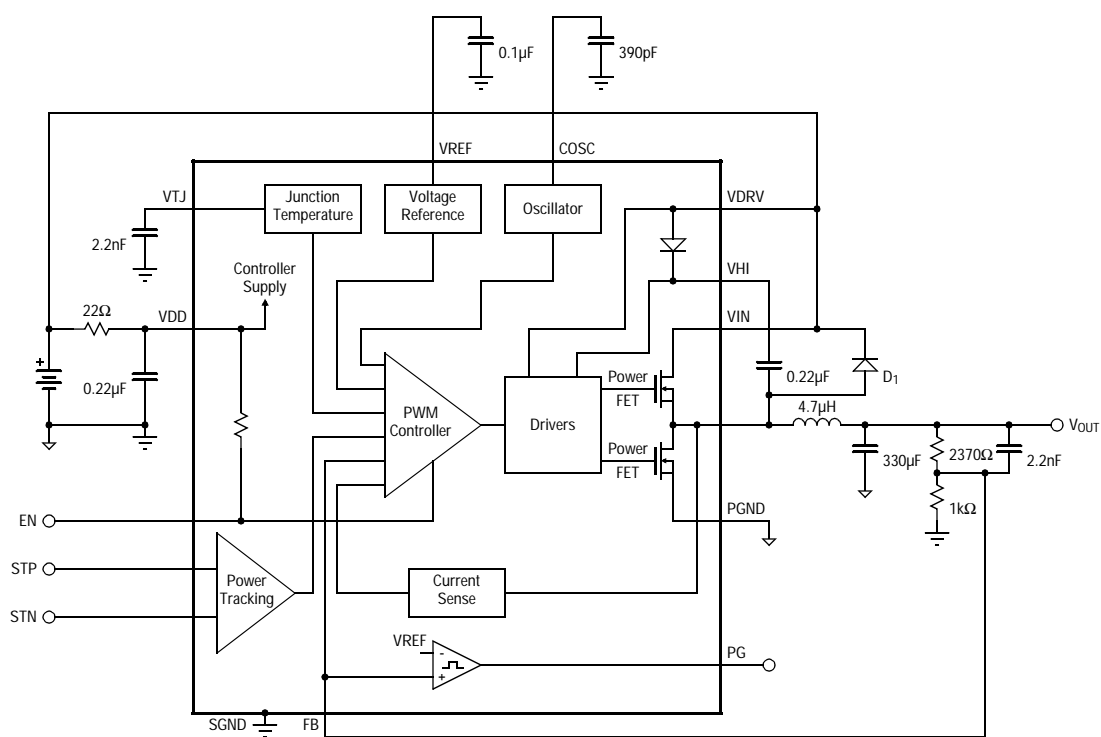 0.1µF
390pF
VREF
COSC
VTJ
Junction
Temperature
Voltage
Reference
Oscillator
VDRV
2.2nF
Controller
Supply
VHI
22Ω
VDD
VIN
+
0.22µF
PWM
Controller
Drivers
Power
FET
Power
FET
0.22µF
D1
4.7µH
VOUT
330µF
2370Ω
2.2nF
1kΩ
PGND
EN
STP
STN
Power
Tracking
Current
Sense
VREF
-
+
PG
SGND
FB